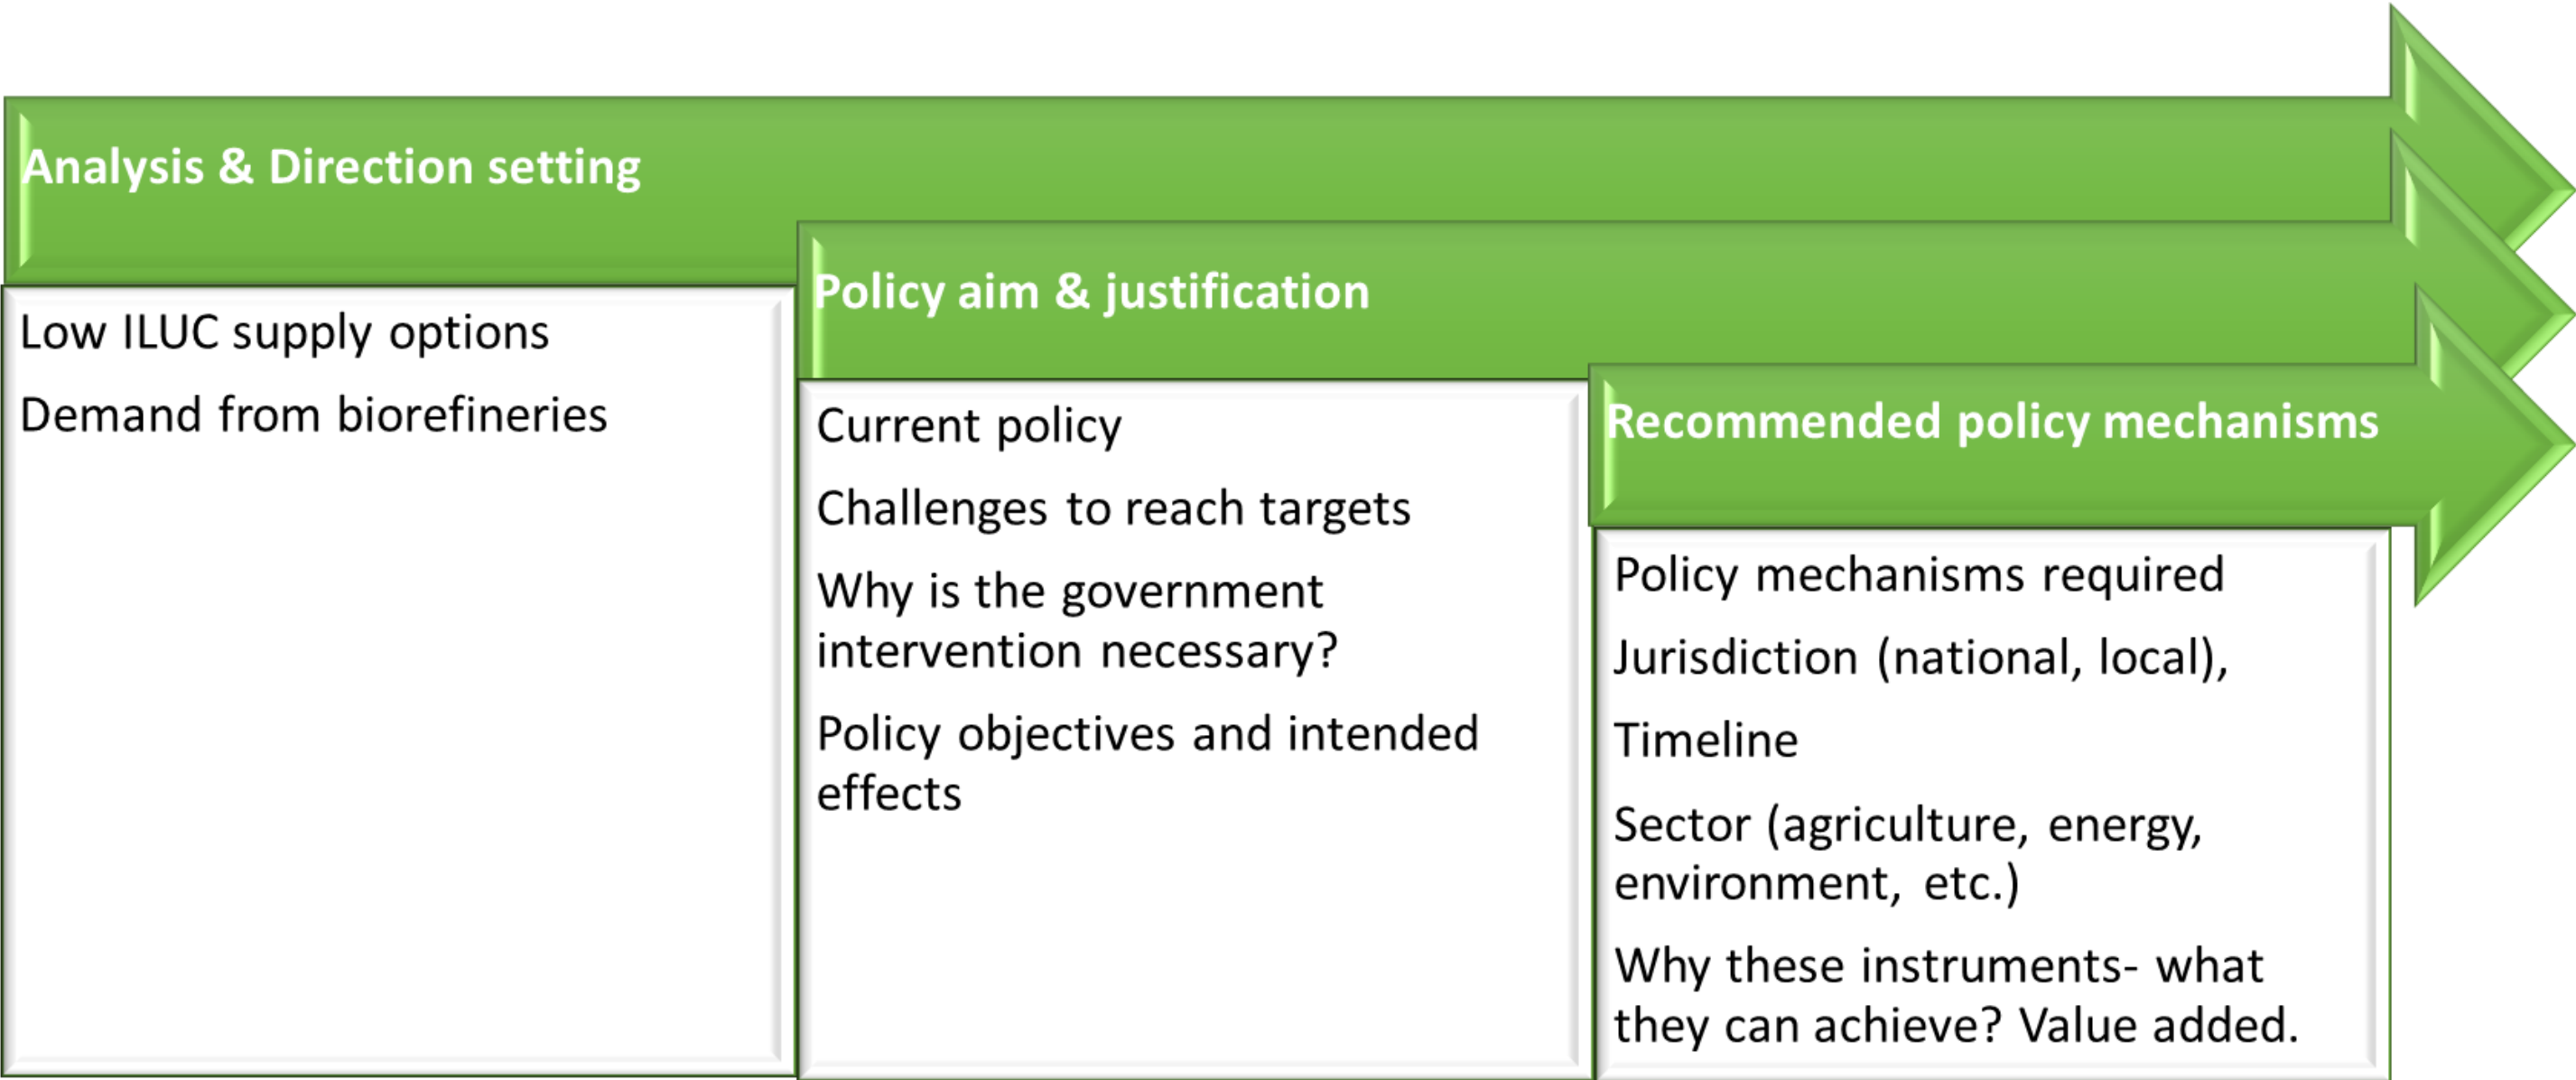 Analysis & Direction setting
Low ILUC supply options
Demand from biorefineries
Policy aim & justification
Current policy
Challenges to reach targets
Why is the government
intervention necessary?
Policy objectives and intended
effects
Recommended policy mechanisms
Policy mechanisms required
Jurisdiction (national, local),
Timeline
Sector (agriculture, energy,
environment, etc.)
Why these instruments- what
they can achieve? Value added.